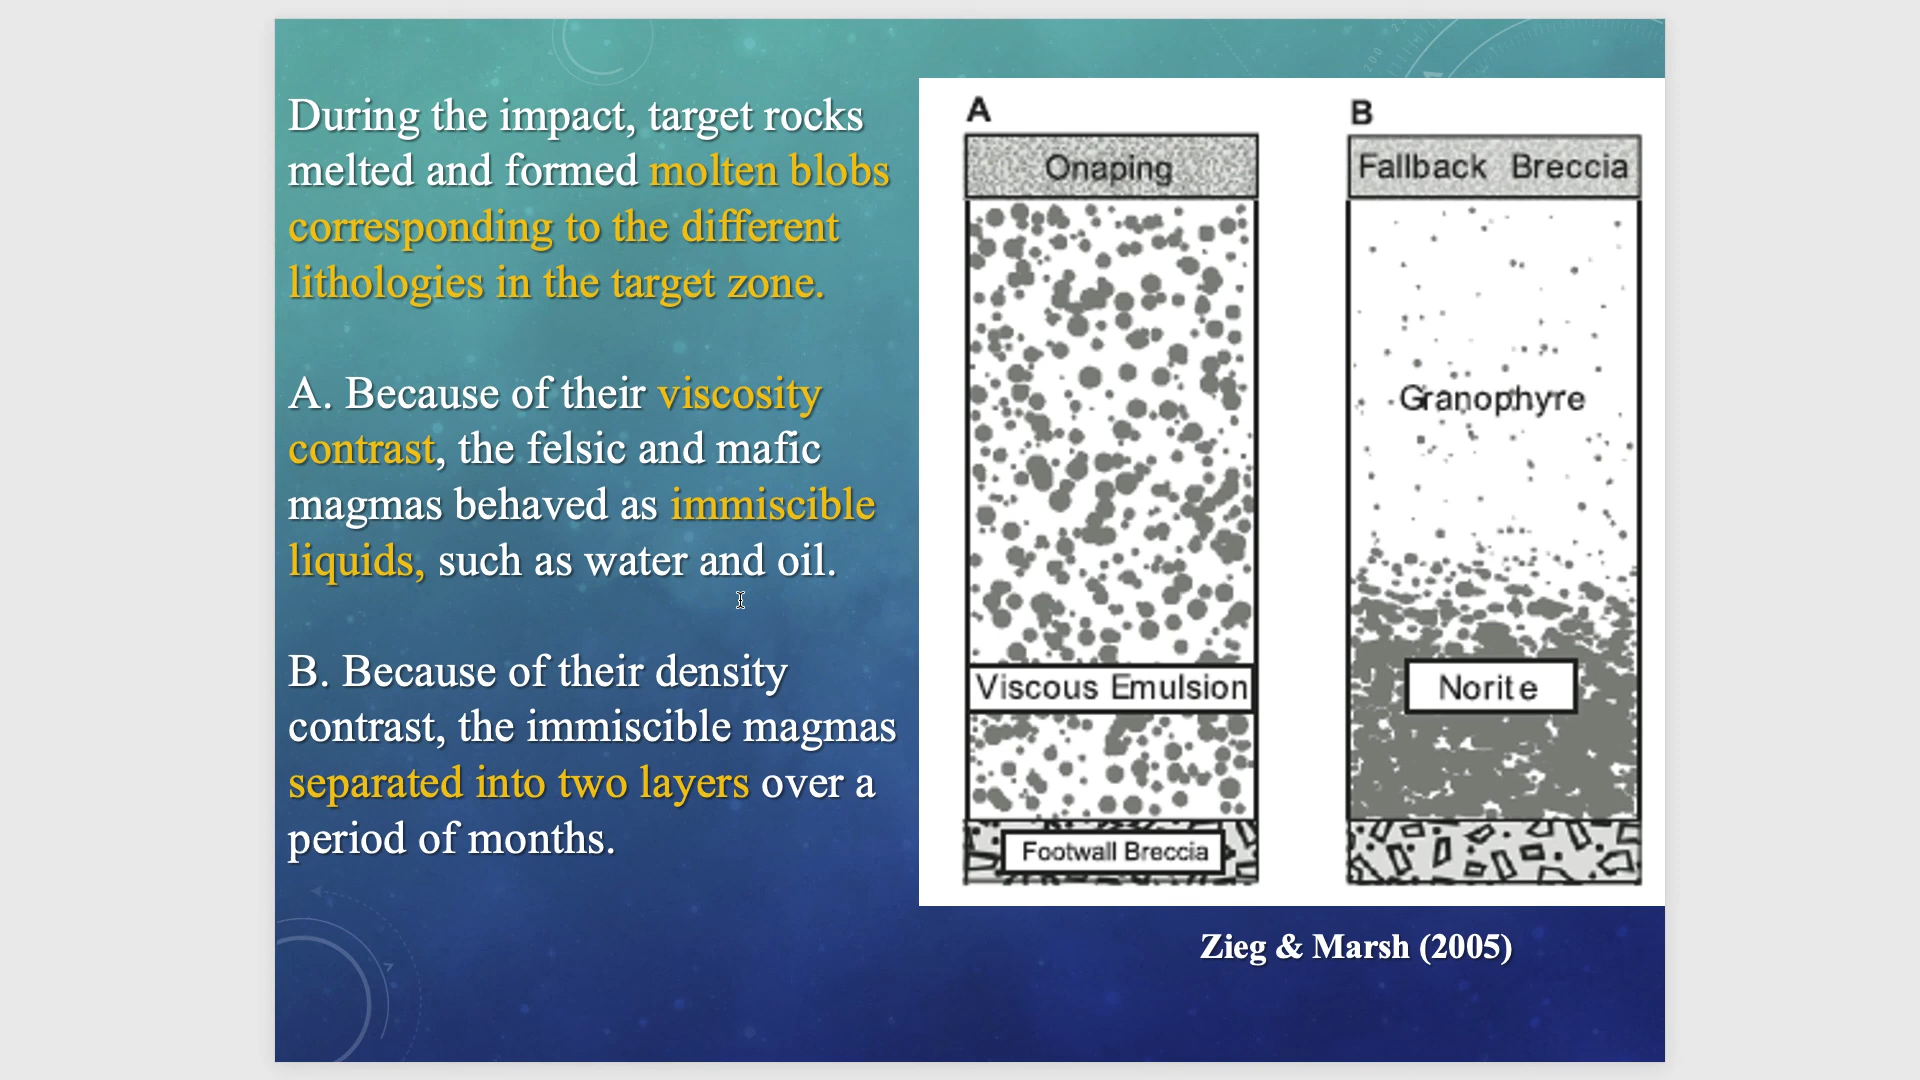 During the impact, target rocks
melted and formed molten blobs
corresponding to the different
lithologies in the target zone.
A. Because of their viscosity
contrast, the felsic and mafic
magmas behaved as immiscible
liquids, such as water and oil.
B. Because of their density
contrast, the immiscible magmas
separated into two layers over a
period of months.
A
Onaping
Viscous Emulsion
Footwall Breccia
B
Fallback Breccia
Granophyre
Norite
Zieg & Marsh (2005)